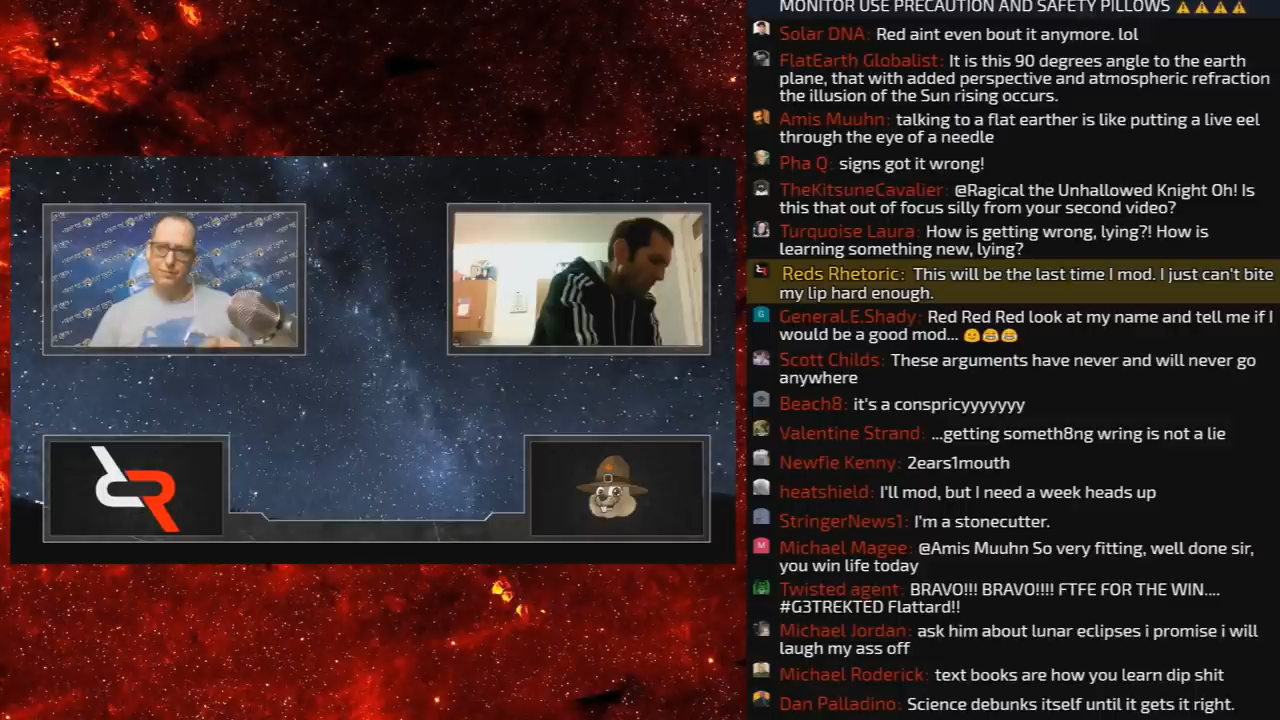 MONITOR USE PRECAUTION AND SAFETY PILLOWS ⚠⚠⚠⚠
Solar DNA: Red aint even bout it anymore. lol
FlatEarth Globalist: It is this 90 degrees angle to the earth
plane, that with added perspective and atmospheric refraction
the illusion of the Sun rising occurs.
Amis Muuhn: talking to a flat earther is like putting a live eel
through the eye of a needle
Pha Q: signs got it wrong!
TheKitsuneCavalier: @Ragical the Unhallowed Knight Oh! Is
this that out of focus silly from your second video?
Turquoise Laura: How is getting wrong, lying?! How is
learning something new, lying?
Reds Rhetoric: This will be the last time I mod. I just can't bite
my lip hard enough.
General.E.Shady: Red Red Red look at my name and tell me if I
would be a good mod... 🙂😂😂
Scott Childs: These arguments have never and will never go
anywhere
Beach8: it's a conspricyyyyyyy
Valentine Strand: ...getting someth8ng wring is not a lie
Newfie Kenny: 2ears1mouth
heatshield: I'll mod, but I need a week heads up
StringerNews1: I'm a stonecutter.
Michael Magee: @Amis Muuhn So very fitting, well done sir,
you win life today
Twisted agent: BRAVO!!! BRAVO!!!! FTFE FOR THE WIN....
#G3TREKTED Flattard!!
Michael Jordan: ask him about lunar eclipses i promise i will
laugh my ass off
Michael Roderick: text books are how you learn dip shit
Dan Palladino: Science debunks itself until it gets it right.